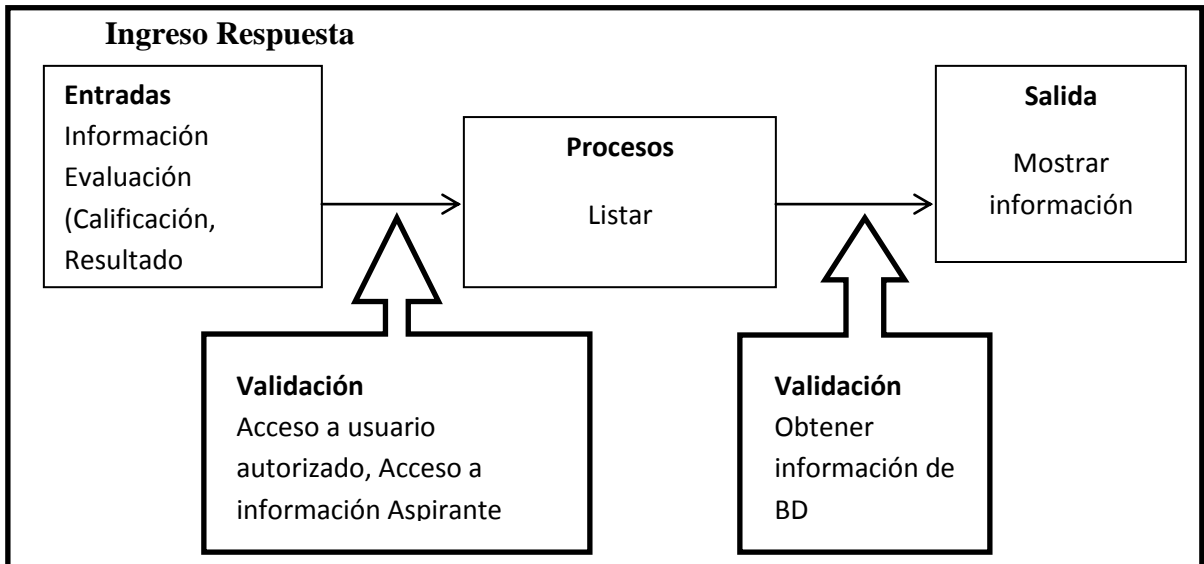 Ingreso Respuesta
Entradas
Información
Evaluación
(Calificación,
Resultado
Procesos
Listar
Salida
Mostrar
información
Validación
Acceso a usuario
autorizado, Acceso a
información Aspirante
Validación
Obtener
información de
BD